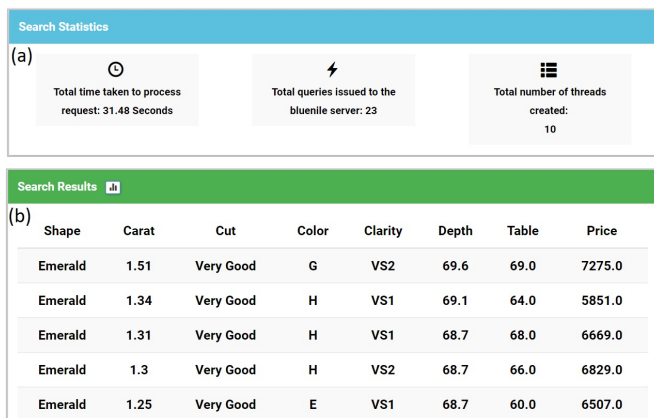 Search Statistics
(a)
Total time taken to process
request: 31.48 Seconds
Total queries issued to the
bluenile server: 23
Total number of threads
created:
10
Search Results
(b)
Shape Carat Cut Color Clarity Depth Table Price
Emerald 1.51 Very Good G VS2 69.6 69.0 7275.0
Emerald 1.34 Very Good H VS1 69.1 64.0 5851.0
Emerald 1.31 Very Good H VS1 68.7 68.0 6669.0
Emerald 1.3 Very Good H VS2 68.7 66.0 6829.0
Emerald 1.25 Very Good E VS1 68.7 60.0 6507.0